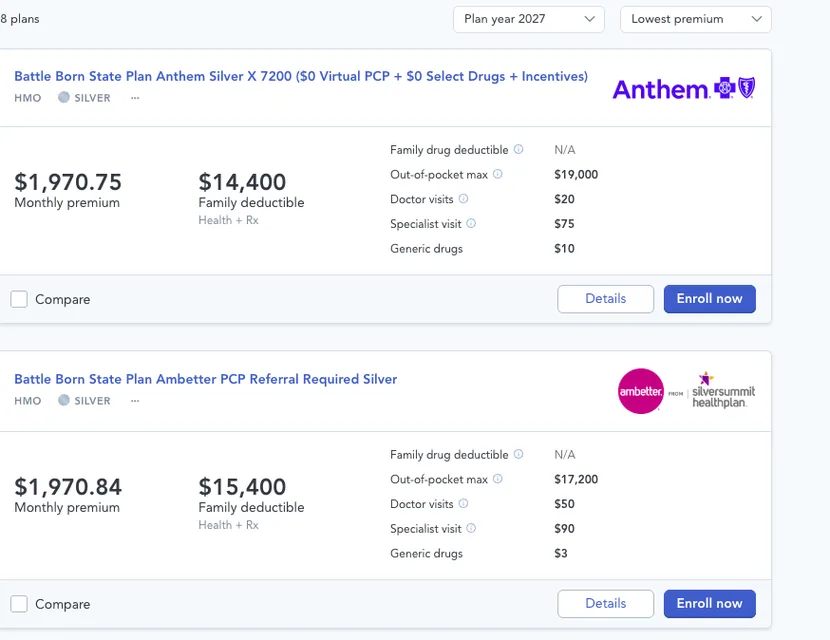 8 plans
Plan year 2027
Lowest premium
Battle Born State Plan Anthem Silver X 7200 ($0 Virtual PCP + $0 Select Drugs + Incentives)
HMO SILVER ...
Anthem
$1,970.75
Monthly premium
$14,400
Family deductible
Health + Rx
Family drug deductible N/A
Out-of-pocket max $19,000
Doctor visits $20
Specialist visit $75
Generic drugs $10
Compare
Details
Enroll now
Battle Born State Plan Ambetter PCP Referral Required Silver
HMO SILVER ...
ambetter. FROM silversummit
healthplan.
$1,970.84
Monthly premium
$15,400
Family deductible
Health + Rx
Family drug deductible N/A
Out-of-pocket max $17,200
Doctor visits $50
Specialist visit $90
Generic drugs $3
Compare
Details
Enroll now